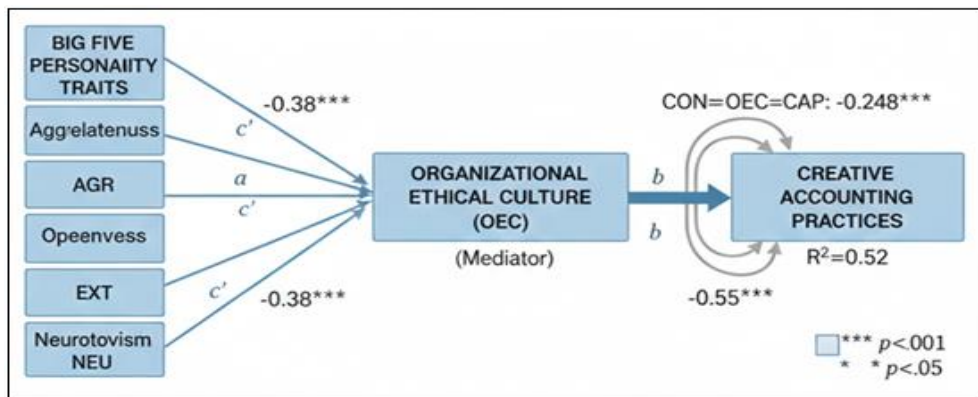 BIG FIVE
PERSONAIITY
TRAITS
Aggrelatenuss
AGR
Opeenvess
EXT
Neurotovism
NEU
-0.38***
c'
a
c'
c'
-0.38***
ORGANIZATIONAL
ETHICAL CULTURE
(OEC)
(Mediator)
b
b
CON=OEC=CAP: -0.248***
CREATIVE
ACCOUNTING
PRACTICES
R²=0.52
-0.55***
*** p<.001
* * p<.05